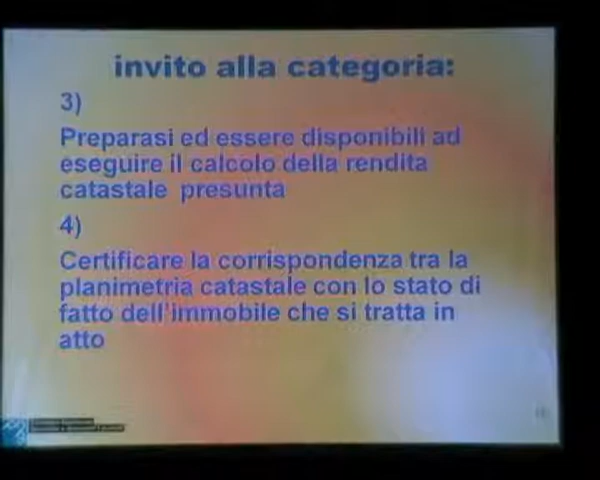 invito alla categoria:
3)
Preparasi ed essere disponibili ad
eseguire il calcolo della rendita
catastale presunta
4)
Certificare la corrispondenza tra la
planimetria catastale con lo stato di
fatto dell'immobile che si tratta in
atto